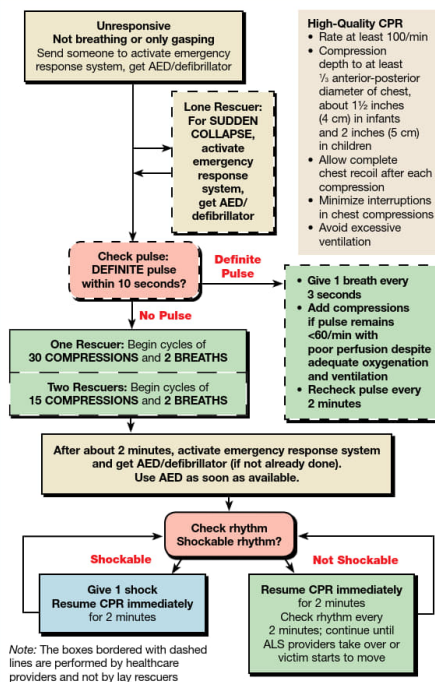 Unresponsive
Not breathing or only gasping
Send someone to activate emergency
response system, get AED/defibrillator
High-Quality CPR
• Rate at least 100/min
• Compression
depth to at least
⅓ anterior-posterior
diameter of chest,
about 1½ inches
(4 cm) in infants
and 2 inches (5 cm)
in children
• Allow complete
chest recoil after each
compression
• Minimize interruptions
in chest compressions
• Avoid excessive
ventilation
Lone Rescuer:
For SUDDEN
COLLAPSE,
activate
emergency
response
system,
get AED/
defibrillator
Check pulse:
DEFINITE pulse
within 10 seconds?
Definite
Pulse
• Give 1 breath every
3 seconds
• Add compressions
if pulse remains
<60/min with
poor perfusion despite
adequate oxygenation
and ventilation
• Recheck pulse every
2 minutes
No Pulse
One Rescuer: Begin cycles of
30 COMPRESSIONS and 2 BREATHS
Two Rescuers: Begin cycles of
15 COMPRESSIONS and 2 BREATHS
After about 2 minutes, activate emergency response system
and get AED/defibrillator (if not already done).
Use AED as soon as available.
Check rhythm
Shockable rhythm?
Shockable
Not Shockable
Give 1 shock
Resume CPR immediately
for 2 minutes
Resume CPR immediately
for 2 minutes
Check rhythm every
2 minutes; continue until
ALS providers take over or
victim starts to move
Note: The boxes bordered with dashed
lines are performed by healthcare
providers and not by lay rescuers